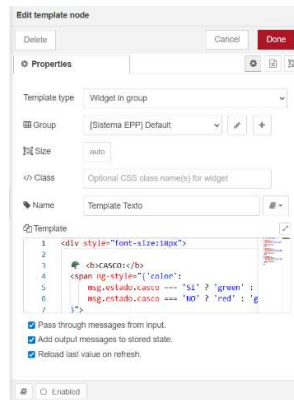 Edit template node
Delete Cancel Done
Properties
Template type Widget in group
Group [Sistema EPP] Default
Size auto
</> Class Optional CSS class name(s) for widget
Name Template Texto
Template
1 <div style="font-size:18px">
2
3 <b>CASCO:</b>
4 <span ng-style="{'color':
5 msg.estado.casco === 'SI' ? 'green' :
6 msg.estado.casco === 'NO' ? 'red' : 'g
7 }">
Pass through messages from input.
Add output messages to stored state.
Reload last value on refresh.
Enabled